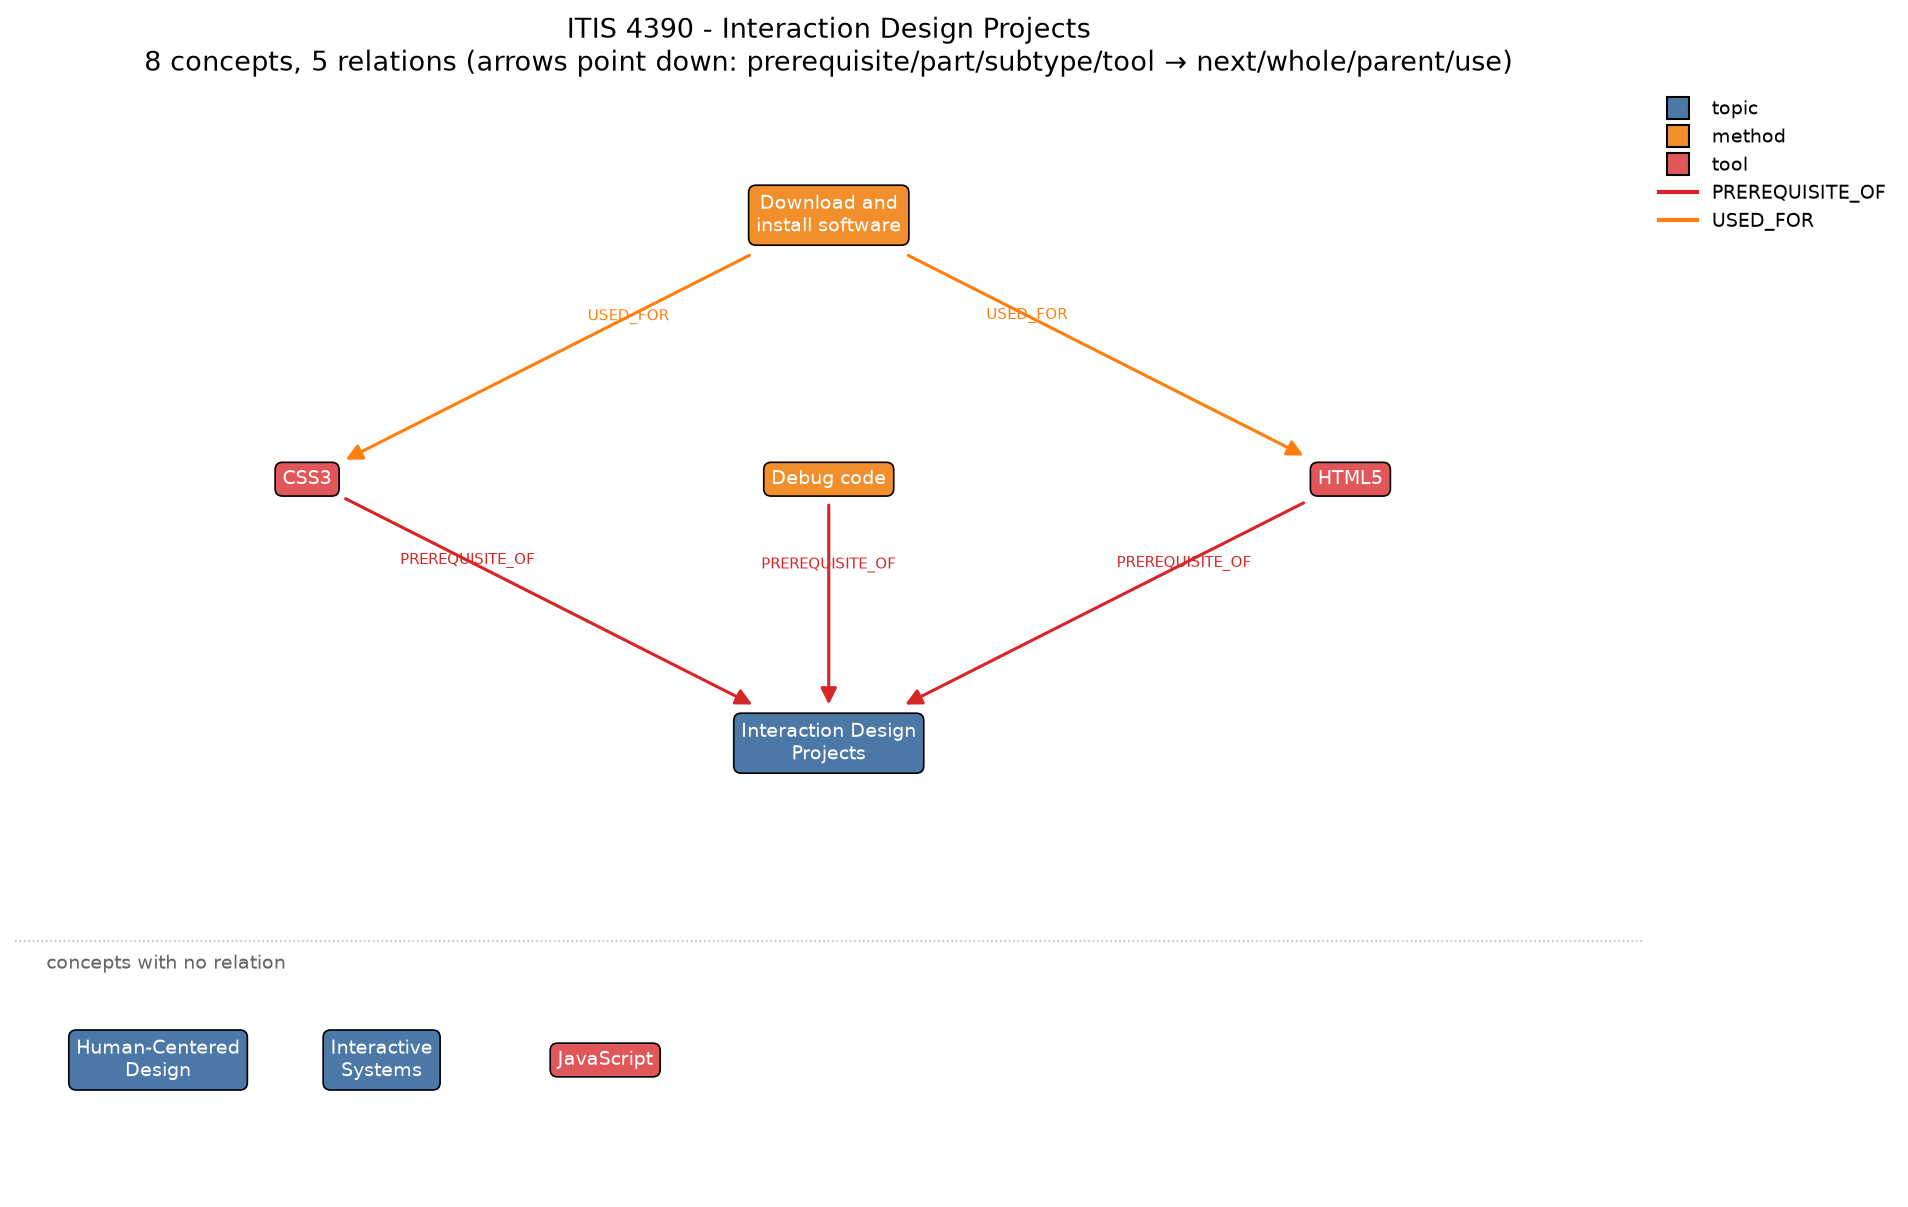 ITIS 4390 - Interaction Design Projects
8 concepts, 5 relations (arrows point down: prerequisite/part/subtype/tool → next/whole/parent/use)
topic
method
tool
PREREQUISITE_OF
USED_FOR
Download and
install software
USED_FOR
USED_FOR
CSS3
Debug code
HTML5
PREREQUISITE_OF
PREREQUISITE_OF
PREREQUISITE_OF
Interaction Design
Projects
concepts with no relation
Human-Centered
Design
Interactive
Systems
JavaScript